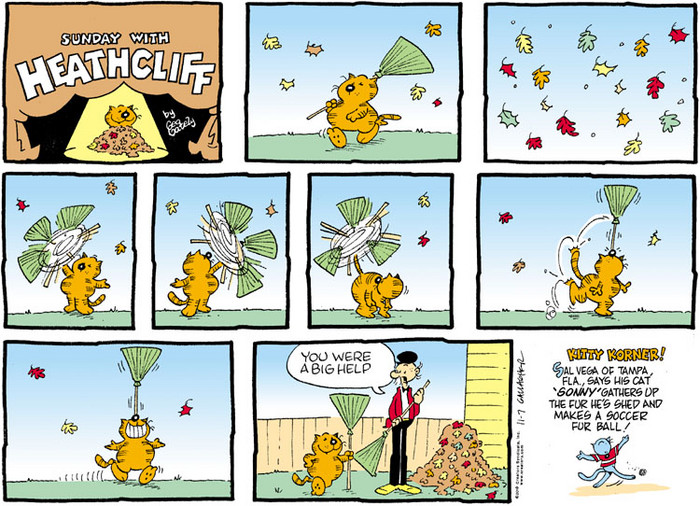 SUNDAY WITH
HEATHCLIFF
by
YOU WERE
A BIG HELP
11-7 GALLAGHER
KITTY KORNER!
SAL VEGA OF TAMPA,
FLA., SAYS HIS CAT
"SONNY" GATHERS UP
THE FUR HE'S SHED AND
MAKES A SOCCER
FUR BALL!